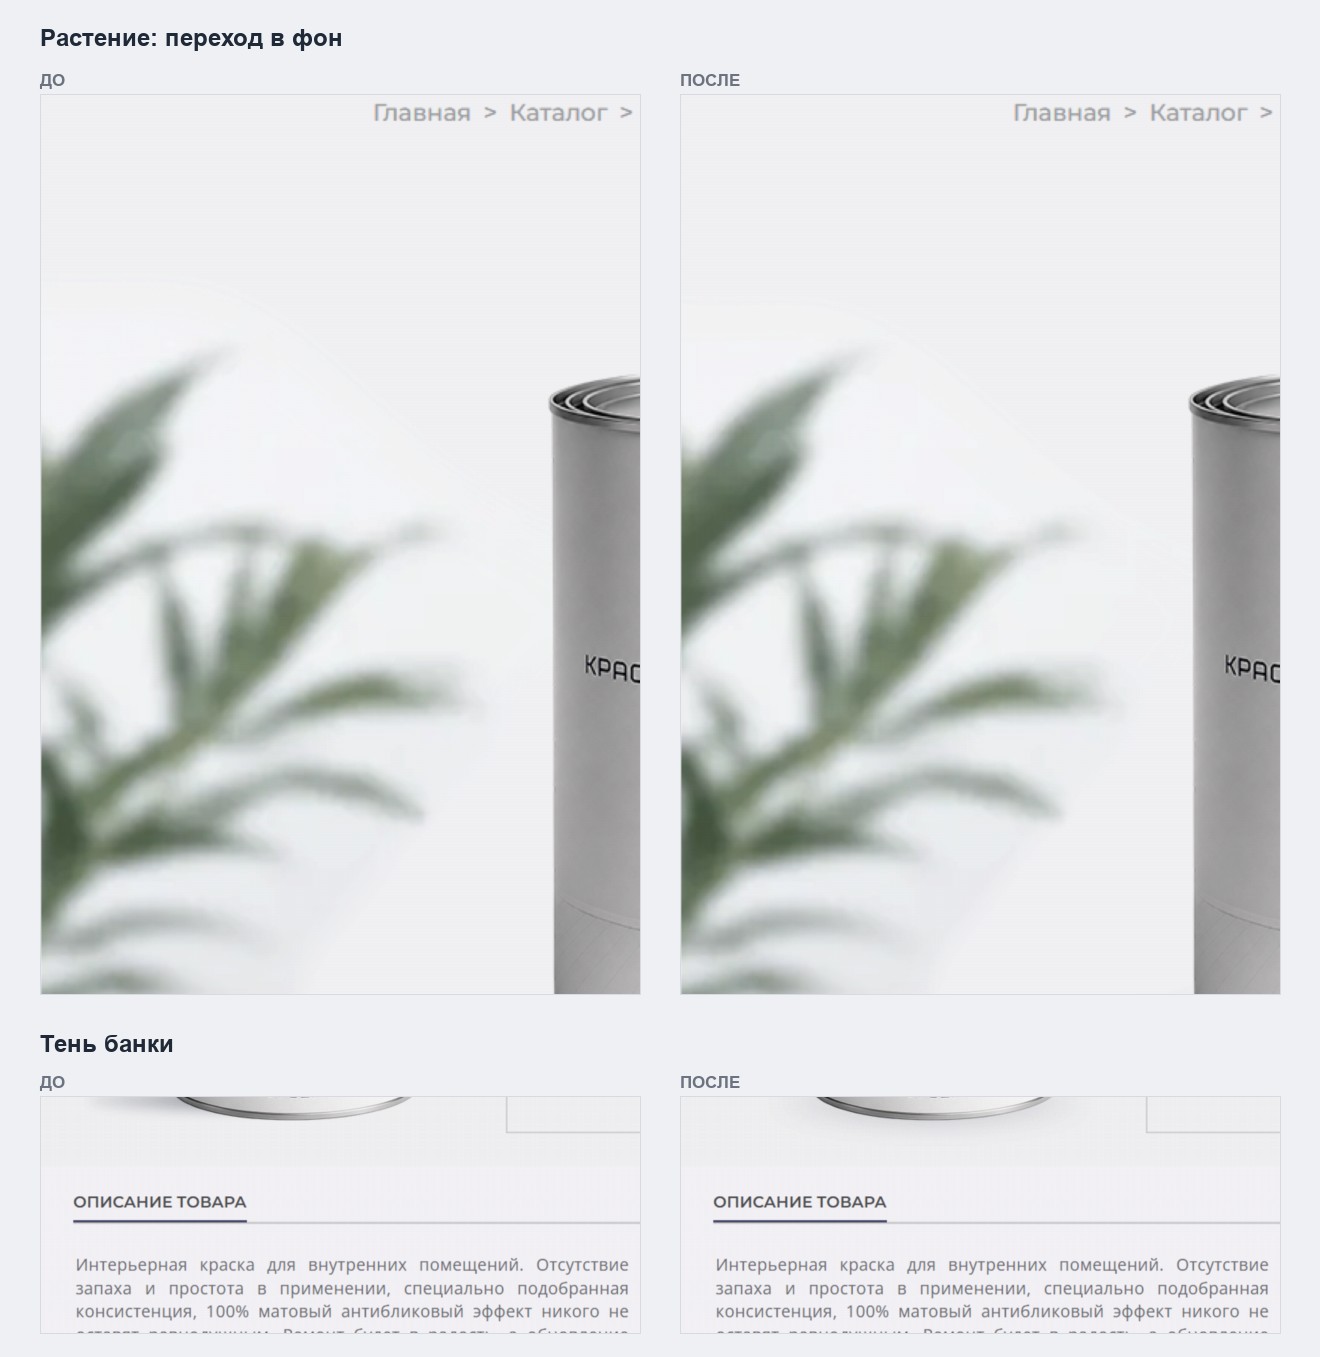 Растение: переход в фон
ДО
ПОСЛЕ
Главная > Каталог >
Главная > Каталог >
КРАС
КРАС
Тень банки
ДО
ПОСЛЕ
ОПИСАНИЕ ТОВАРА
Интерьерная краска для внутренних помещений. Отсутствие
запаха и простота в применении, специально подобранная
консистенция, 100% матовый антибликовый эффект никого не
ОПИСАНИЕ ТОВАРА
Интерьерная краска для внутренних помещений. Отсутствие
запаха и простота в применении, специально подобранная
консистенция, 100% матовый антибликовый эффект никого не